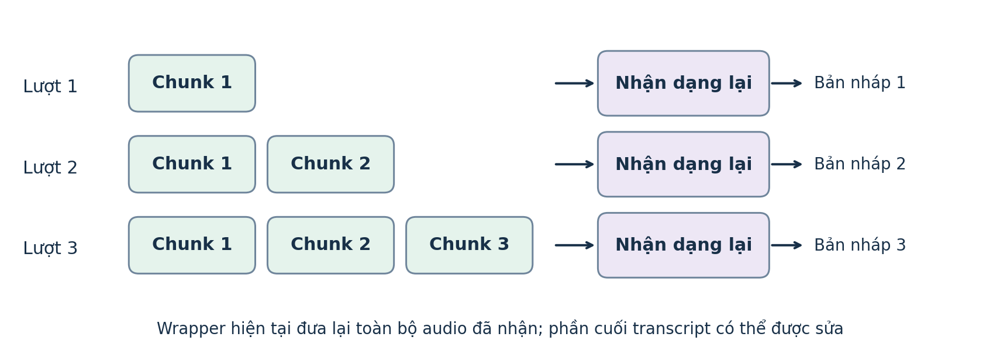 Lượt 1
Chunk 1
Nhận dạng lại
Bản nháp 1
Lượt 2
Chunk 1
Chunk 2
Nhận dạng lại
Bản nháp 2
Lượt 3
Chunk 1
Chunk 2
Chunk 3
Nhận dạng lại
Bản nháp 3
Wrapper hiện tại đưa lại toàn bộ audio đã nhận; phần cuối transcript có thể được sửa